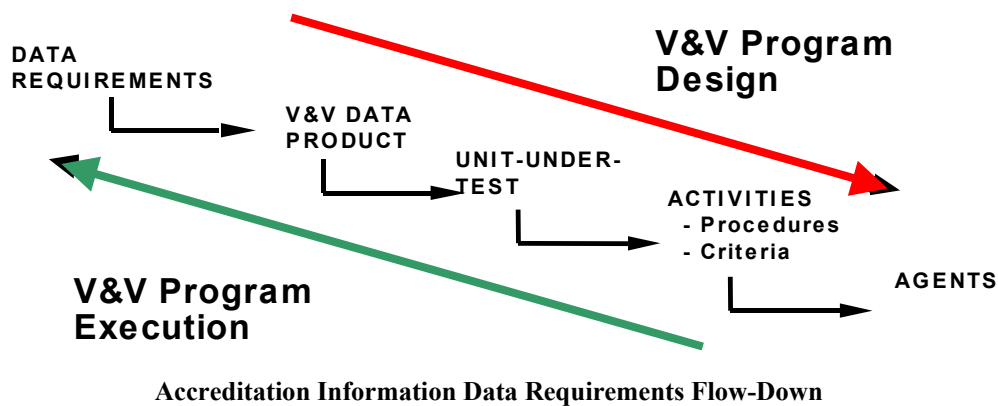 DATA
REQUIREMENTS
V&V Program
Design
V&V DATA
PRODUCT
UNIT-UNDER-
TEST
ACTIVITIES
- Procedures
- Criteria
AGENTS
V&V Program
Execution
Accreditation Information Data Requirements Flow-Down